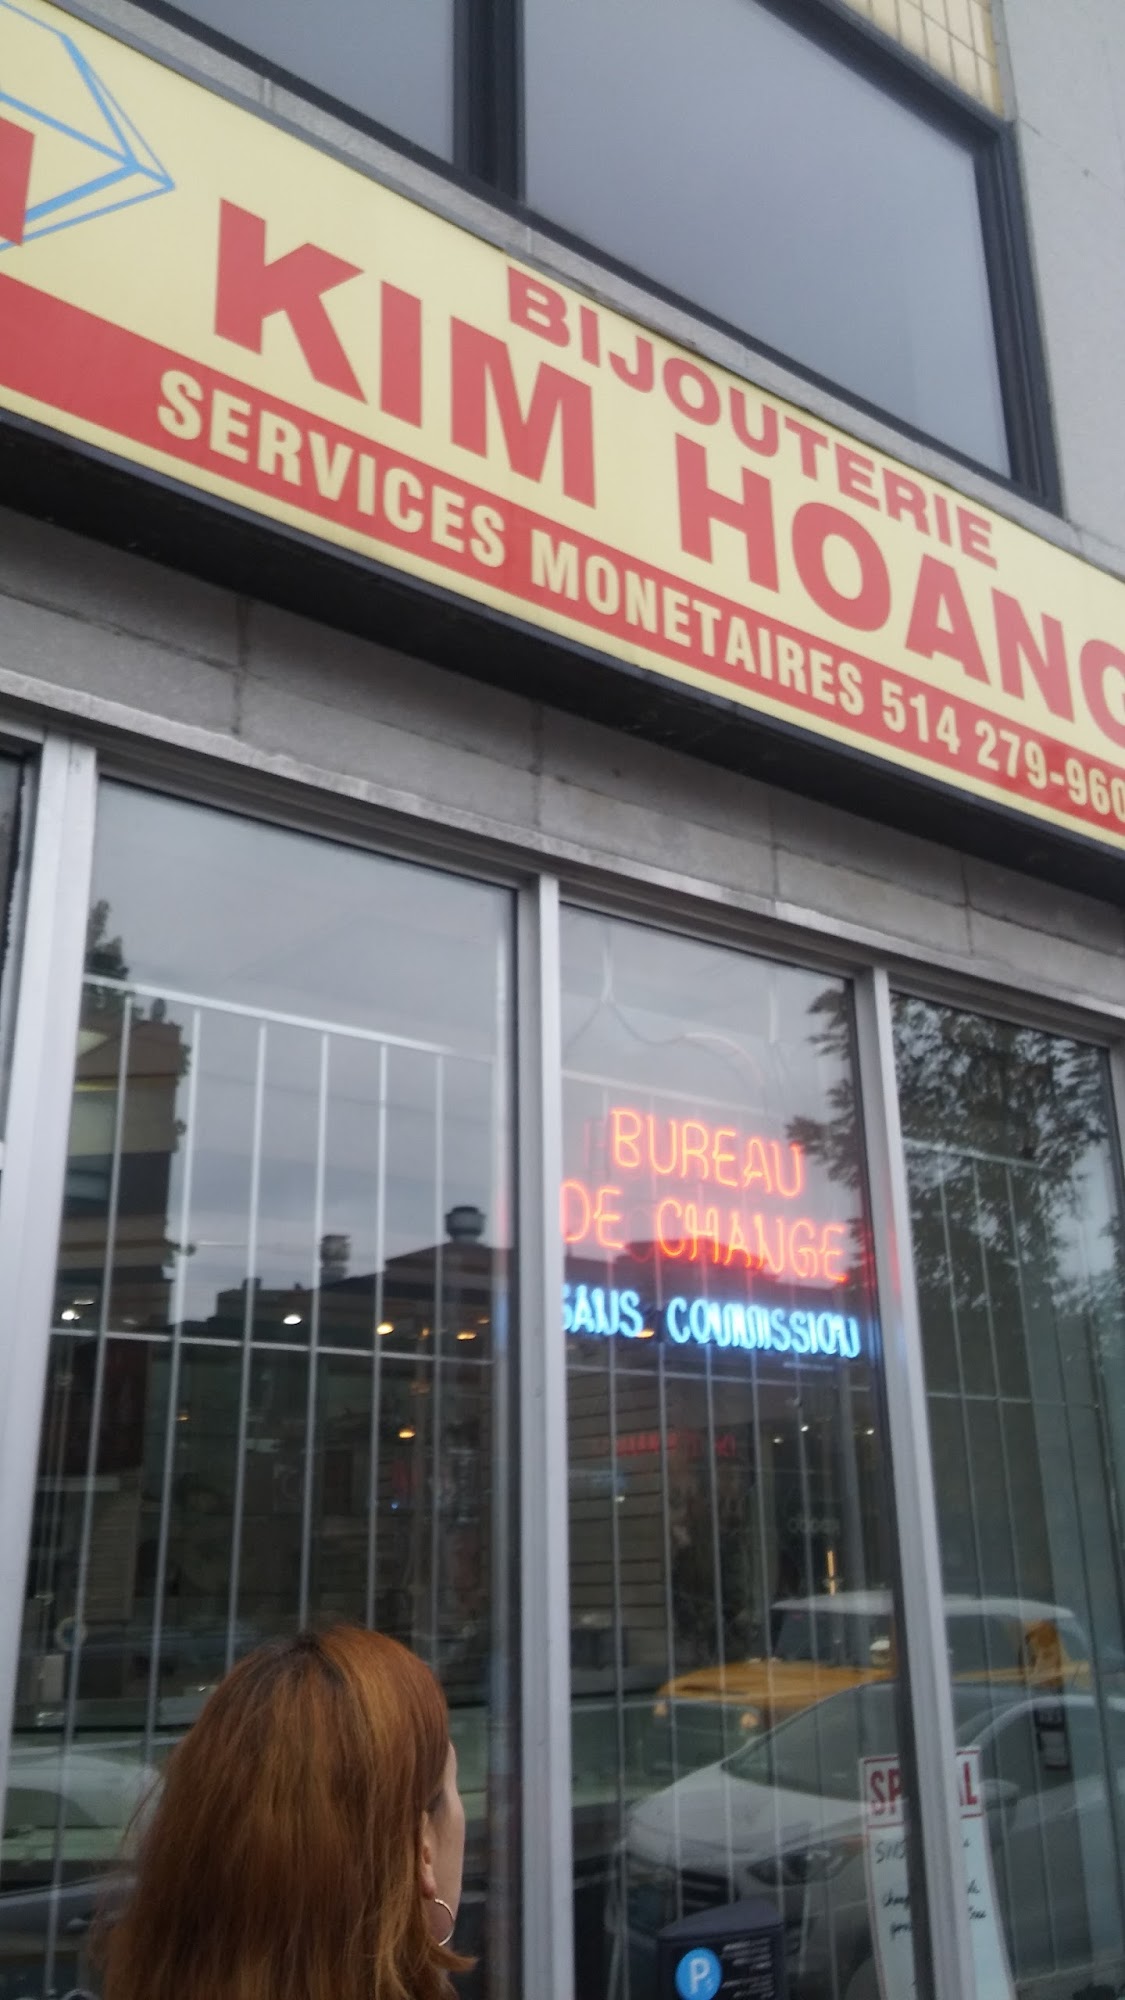 BIJOUTERIE
KIM HOANG
SERVICES MONETAIRES 514 279-960
BUREAU
DE CHANGE
SANS COMMISSION
P